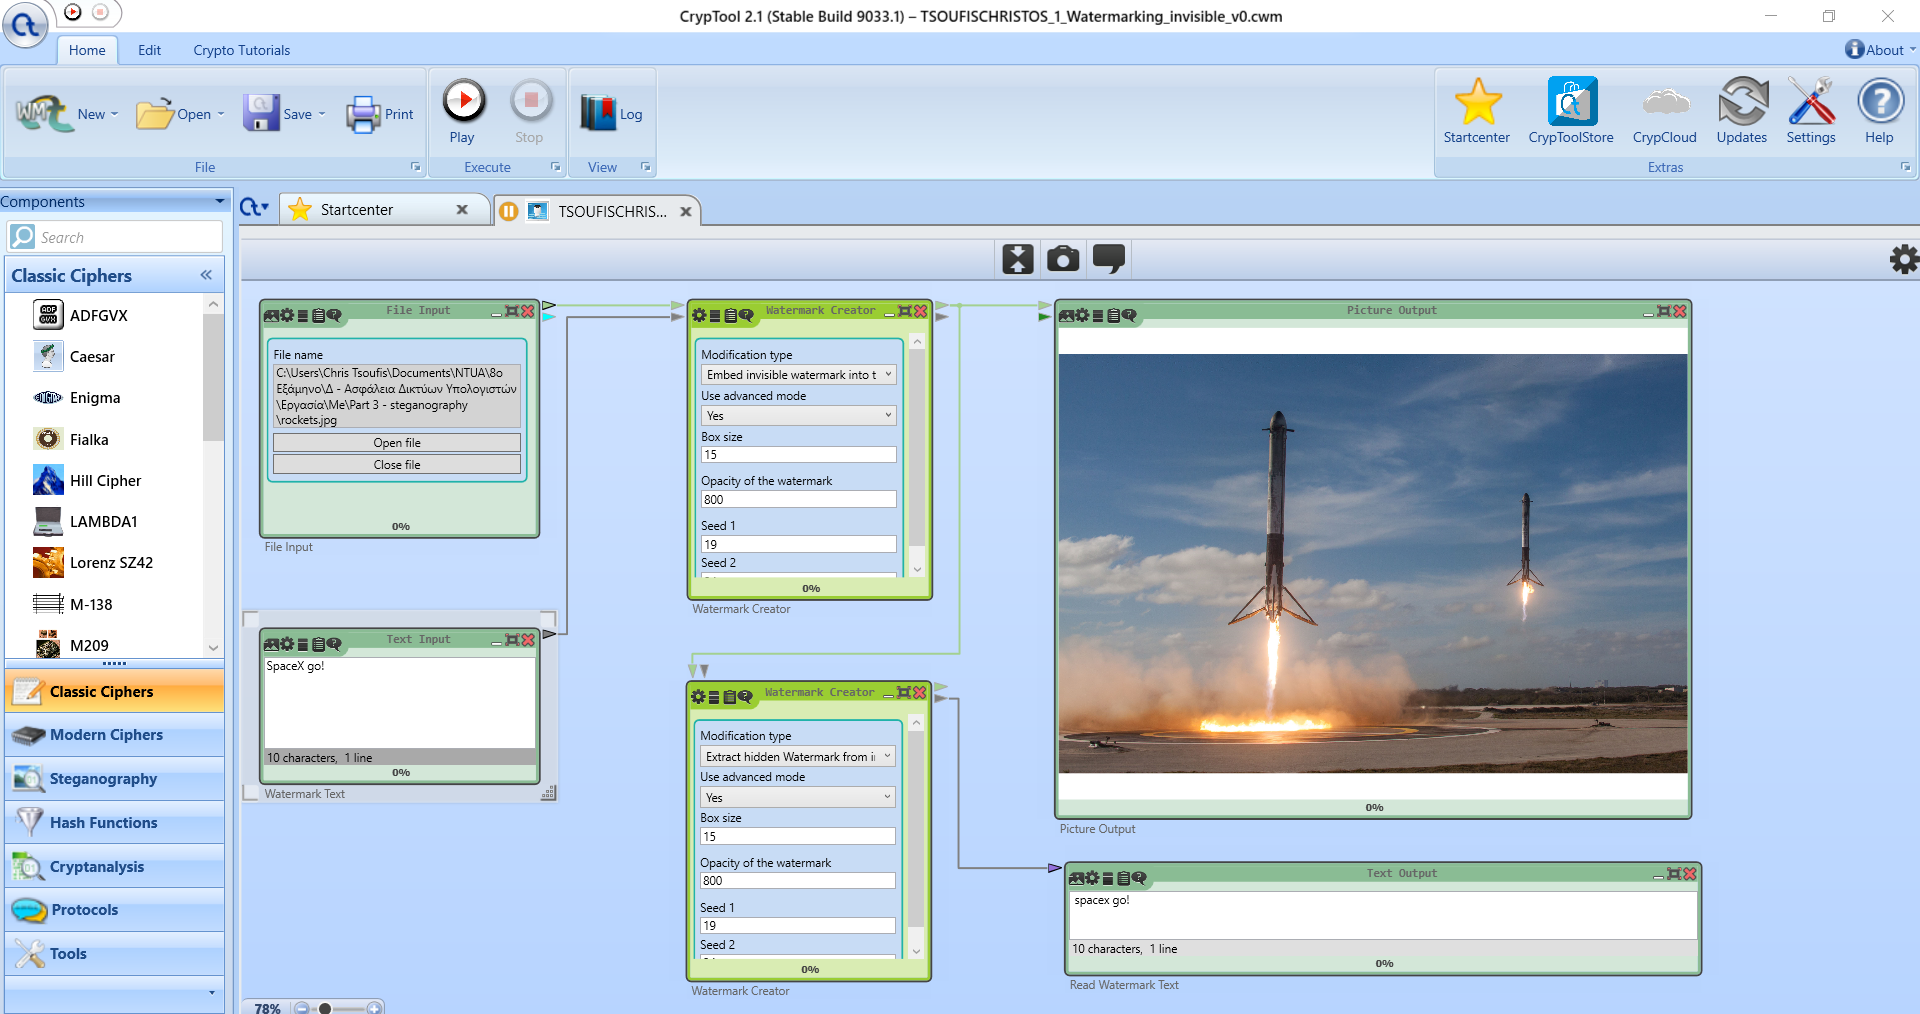 CrypTool 2.1 (Stable Build 9033.1) – TSOUFISCHRISTOS_1_Watermarking_invisible_v0.cwm
Home
Edit
Crypto Tutorials
About
New
Open
Save
Print
Play
Stop
Log
Startcenter
CrypToolStore
CrypCloud
Updates
Settings
Help
File
Execute
View
Extras
Components
Search
Classic Ciphers
ADFGVX
Caesar
Enigma
Fialka
Hill Cipher
LAMBDA1
Lorenz SZ42
M-138
M209
Classic Ciphers
Modern Ciphers
Steganography
Hash Functions
Cryptanalysis
Protocols
Tools
Startcenter
TSOUFISCHRIS...
File Input
File name
C:\Users\Chris Tsoufis\Documents\NTUA\8ο
Εξάμηνο\Δ - Ασφάλεια Δικτύων Υπολογιστών
\Εργασία\Me\Part 3 - steganography
\rockets.jpg
Open file
Close file
0%
File Input
Text Input
SpaceX go!
10 characters, 1 line
0%
Watermark Text
Watermark Creator
Modification type
Embed invisible watermark into t
Use advanced mode
Yes
Box size
15
Opacity of the watermark
800
Seed 1
19
Seed 2
0%
Watermark Creator
Watermark Creator
Modification type
Extract hidden Watermark from i
Use advanced mode
Yes
Box size
15
Opacity of the watermark
800
Seed 1
19
Seed 2
0%
Watermark Creator
Picture Output
0%
Picture Output
Text Output
spacex go!
10 characters, 1 line
0%
Read Watermark Text
78%